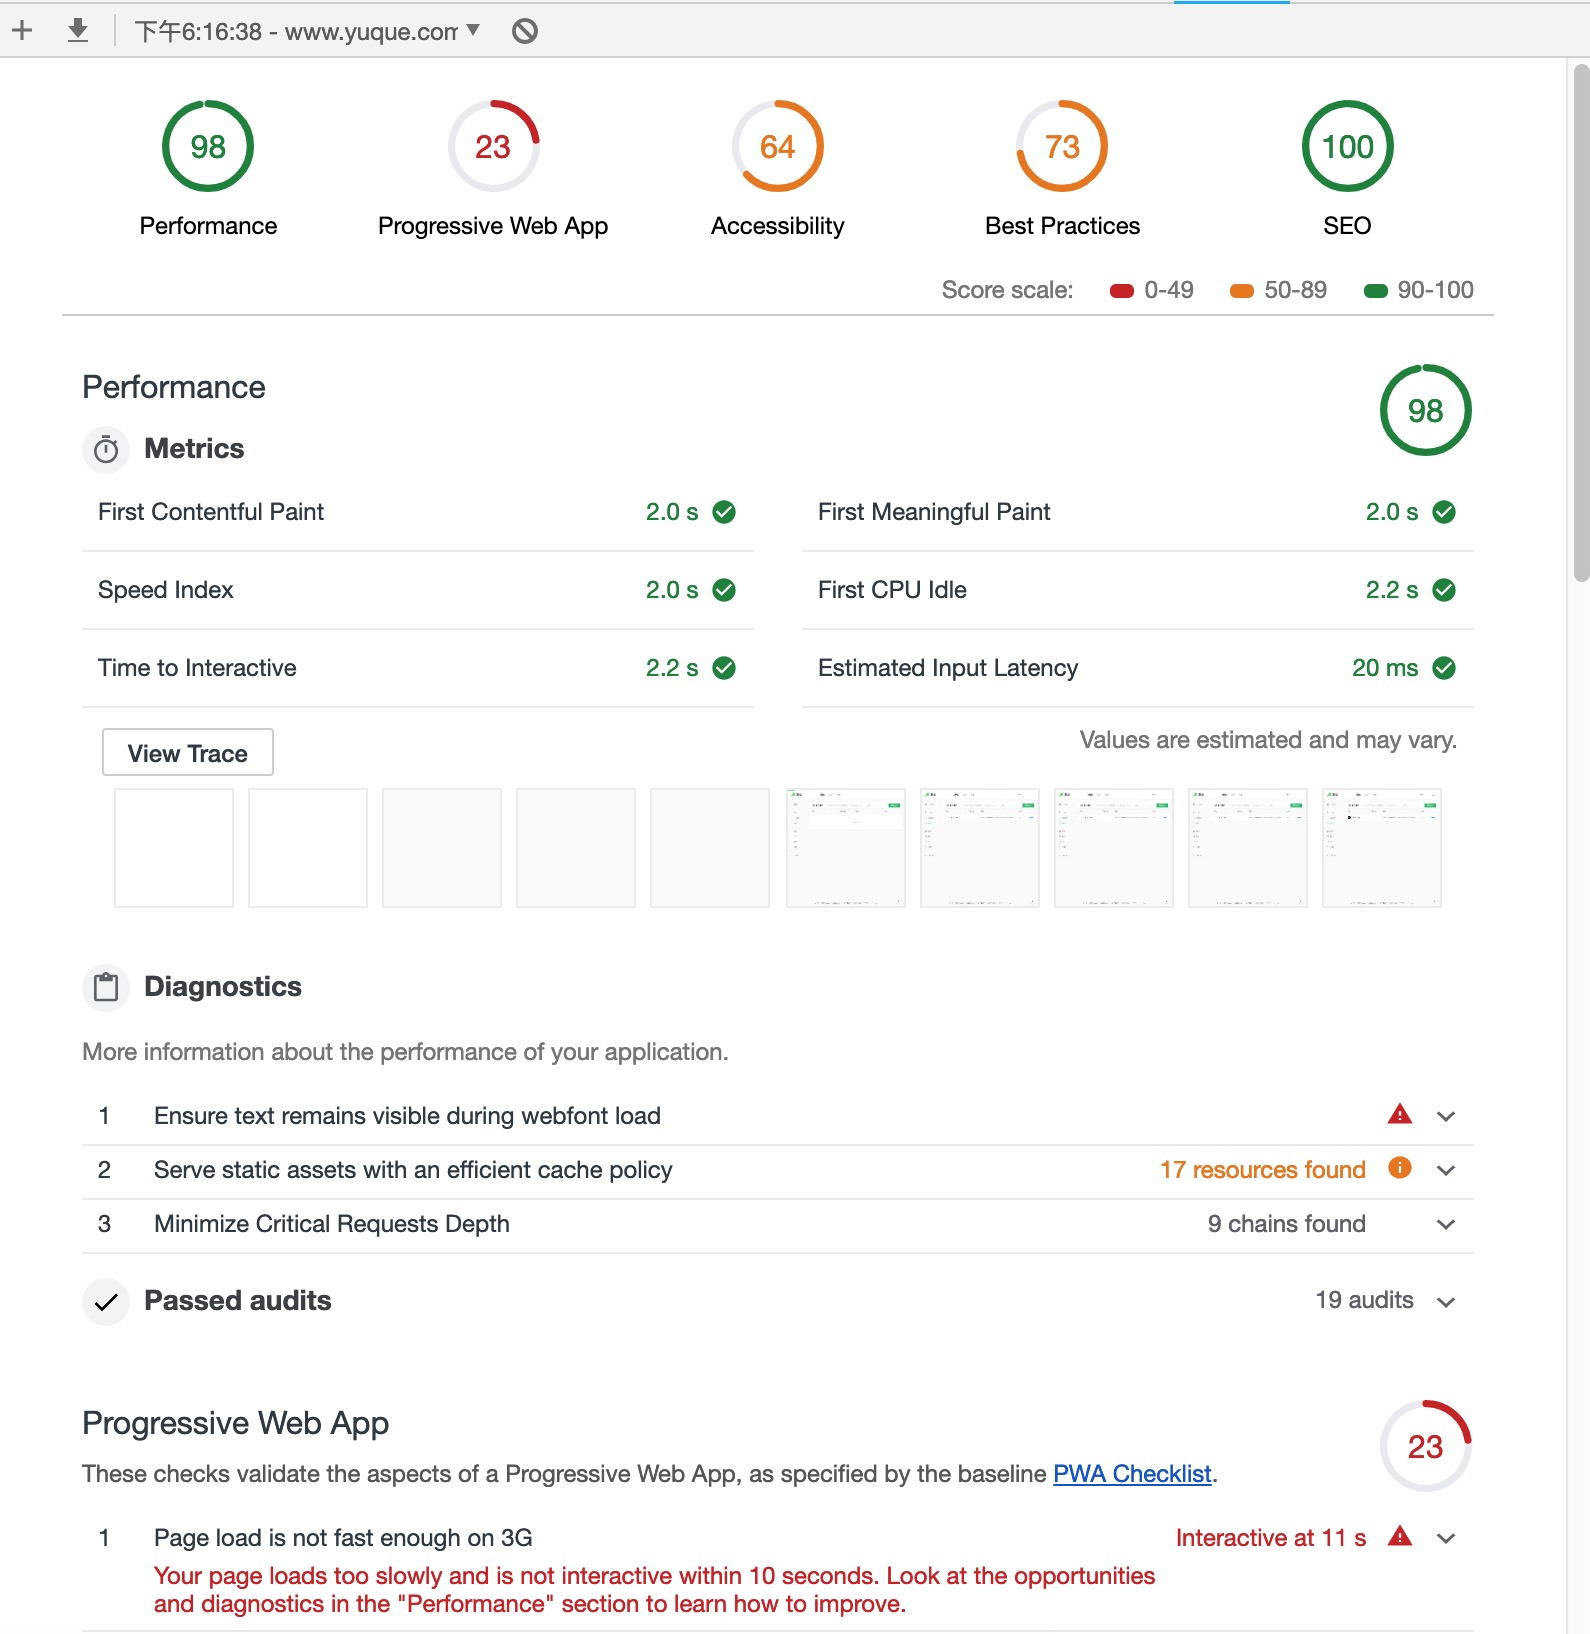 下午6:16:38 - www.yuque.com
98
23
64
73
100
Performance
Progressive Web App
Accessibility
Best Practices
SEO
Score scale: 0-49 50-89 90-100
Performance
98
Metrics
First Contentful Paint 2.0 s
First Meaningful Paint 2.0 s
Speed Index 2.0 s
First CPU Idle 2.2 s
Time to Interactive 2.2 s
Estimated Input Latency 20 ms
View Trace
Values are estimated and may vary.
Diagnostics
More information about the performance of your application.
1 Ensure text remains visible during webfont load
2 Serve static assets with an efficient cache policy 17 resources found
3 Minimize Critical Requests Depth 9 chains found
Passed audits 19 audits
Progressive Web App
23
These checks validate the aspects of a Progressive Web App, as specified by the baseline PWA Checklist.
1 Page load is not fast enough on 3G Interactive at 11 s
Your page loads too slowly and is not interactive within 10 seconds. Look at the opportunities
and diagnostics in the "Performance" section to learn how to improve.